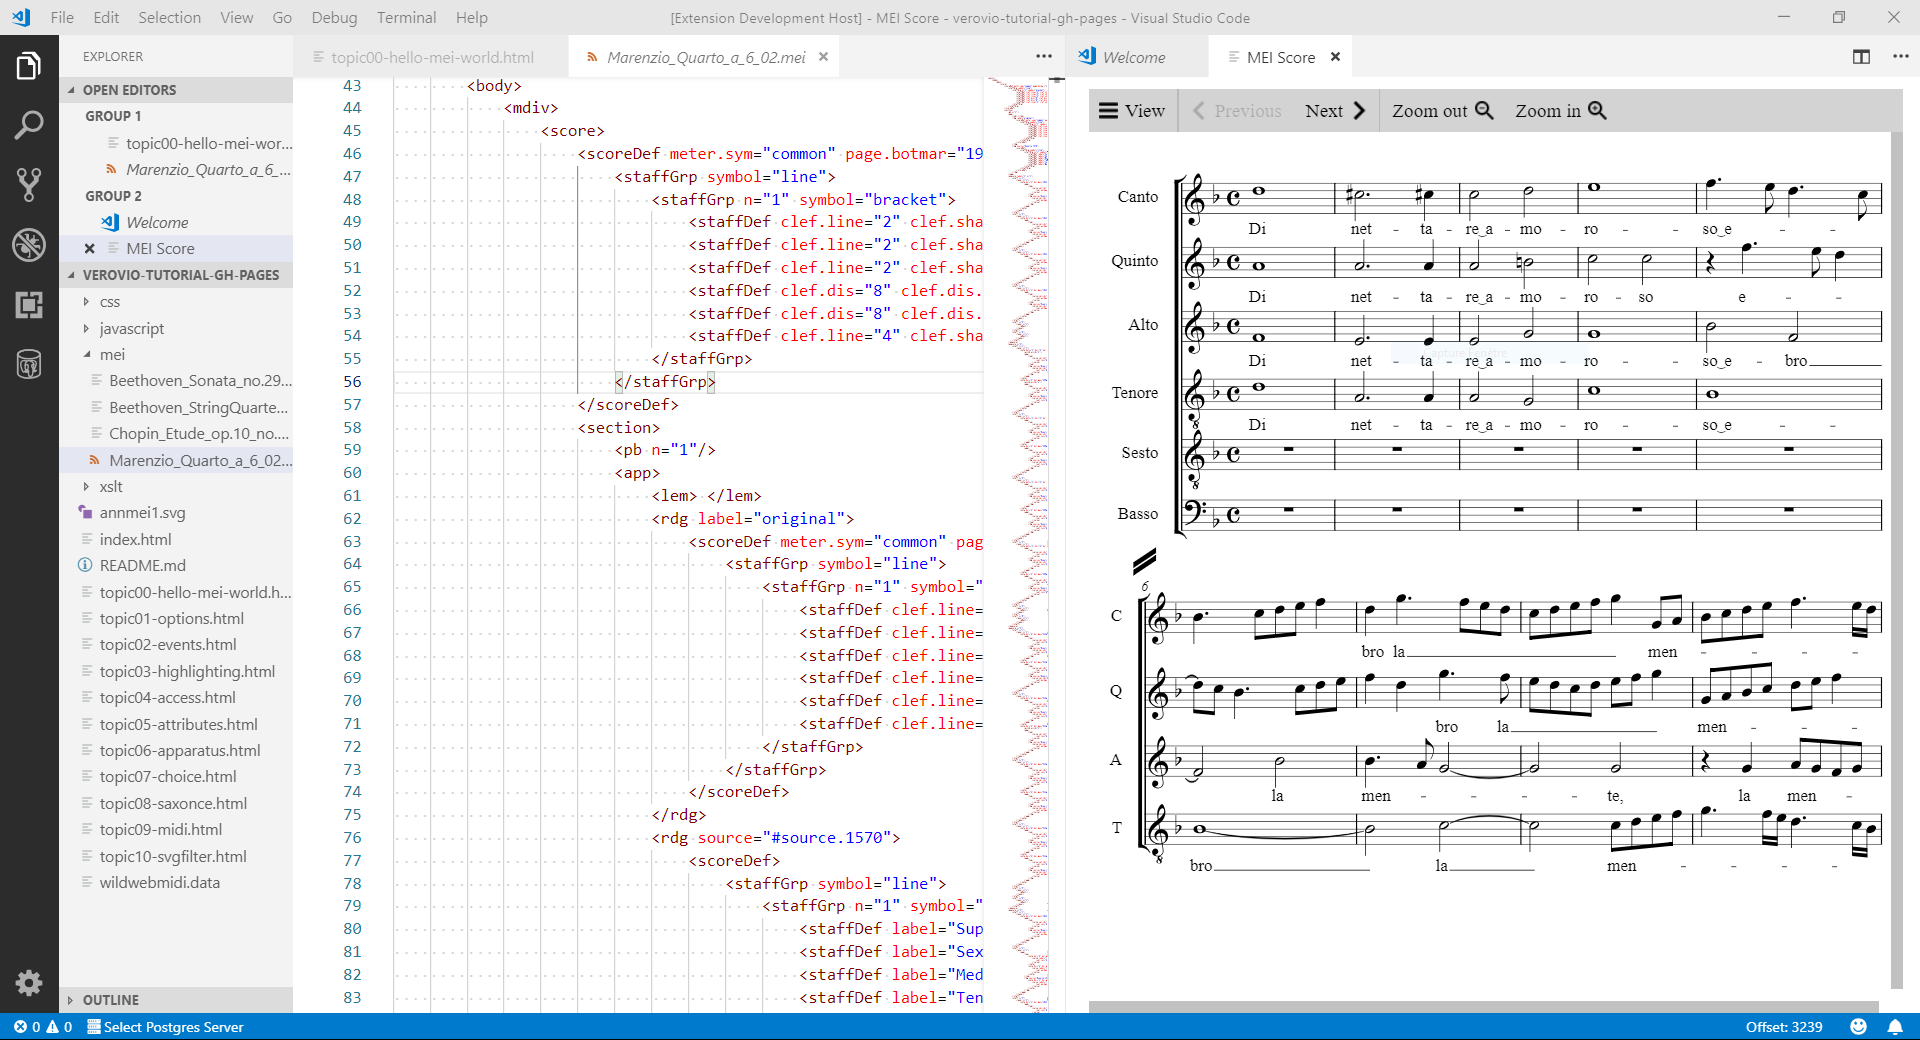 File Edit Selection View Go Debug Terminal Help
[Extension Development Host] - MEI Score - verovio-tutorial-gh-pages - Visual Studio Code
EXPLORER
OPEN EDITORS
GROUP 1
topic00-hello-mei-wor...
Marenzio_Quarto_a_6_...
GROUP 2
Welcome
MEI Score
VEROVIO-TUTORIAL-GH-PAGES
css
javascript
mei
Beethoven_Sonata_no.29...
Beethoven_StringQuarte...
Chopin_Etude_op.10_no....
Marenzio_Quarto_a_6_02...
xslt
annmei1.svg
index.html
README.md
topic00-hello-mei-world.h...
topic01-options.html
topic02-events.html
topic03-highlighting.html
topic04-access.html
topic05-attributes.html
topic06-apparatus.html
topic07-choice.html
topic08-saxonce.html
topic09-midi.html
topic10-svgfilter.html
wildwebmidi.data
OUTLINE
topic00-hello-mei-world.html
Marenzio_Quarto_a_6_02.mei
43 <body>
44 <mdiv>
45 <score>
46 <scoreDef meter.sym="common" page.botmar="19
47 <staffGrp symbol="line">
48 <staffGrp n="1" symbol="bracket">
49 <staffDef clef.line="2" clef.sha
50 <staffDef clef.line="2" clef.sha
51 <staffDef clef.line="2" clef.sha
52 <staffDef clef.dis="8" clef.dis.
53 <staffDef clef.dis="8" clef.dis.
54 <staffDef clef.line="4" clef.sha
55 </staffGrp>
56 </staffGrp>
57 </scoreDef>
58 <section>
59 <pb n="1"/>
60 <app>
61 <lem> </lem>
62 <rdg label="original">
63 <scoreDef meter.sym="common" pag
64 <staffGrp symbol="line">
65 <staffGrp n="1" symbol="
66 <staffDef clef.line=
67 <staffDef clef.line=
68 <staffDef clef.line=
69 <staffDef clef.line=
70 <staffDef clef.line=
71 <staffDef clef.line=
72 </staffGrp>
73 </staffGrp>
74 </scoreDef>
75 </rdg>
76 <rdg source="#source.1570">
77 <scoreDef>
78 <staffGrp symbol="line">
79 <staffGrp n="1" symbol="
80 <staffDef label="Sup
81 <staffDef label="Sex
82 <staffDef label="Med
83 <staffDef label="Ten
Welcome
MEI Score
View Previous Next Zoom out Zoom in
Canto
Di net - ta - re_a - mo - ro - so_e -
Quinto
Di net - ta - re_a - mo - ro - so e - -
Alto
Di net - ta - re_a - mo - ro - so_e - bro
Tenore
Di net - ta - re_a - mo - ro - so_e -
Sesto
Basso
6
C
bro la men - - - - -
Q
bro la men - - -
A
la men - - - - te, la men -
T
bro la men - - - - -
0 0 Select Postgres Server
Offset: 3239